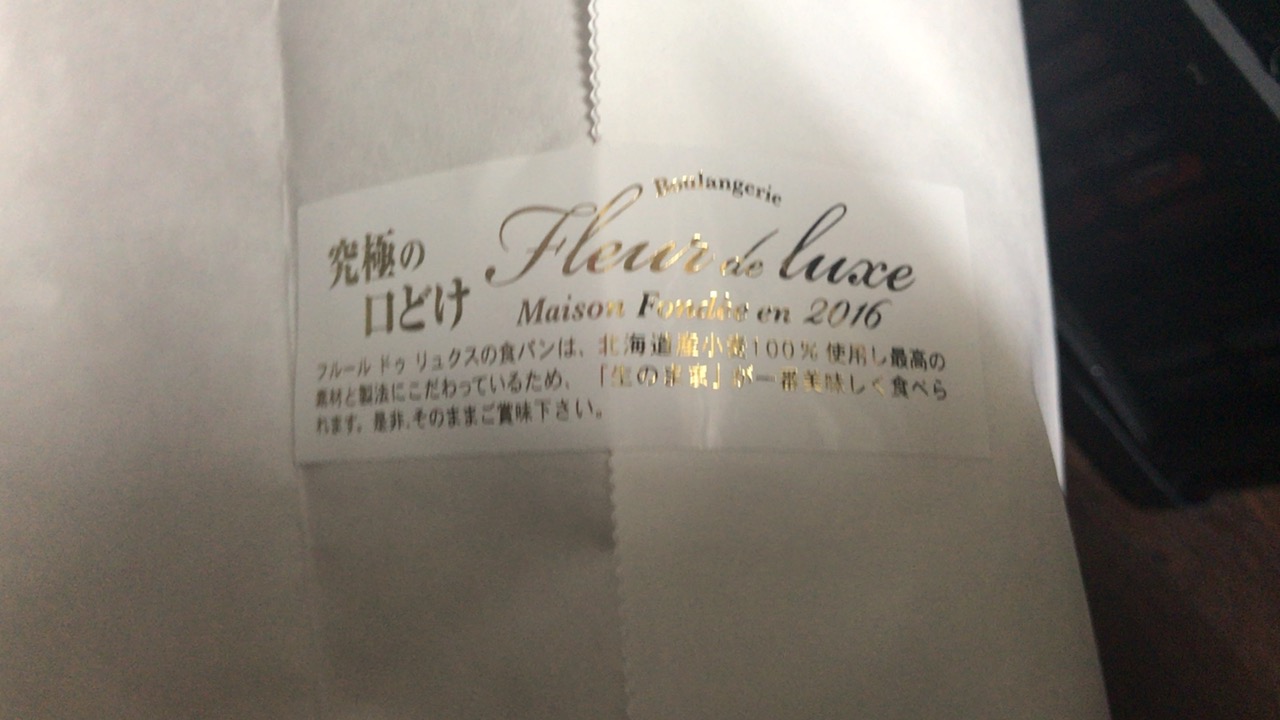 Boulangerie
究極の
口どけ
Fleur de luxe
Maison Fondée en 2016
フルール ドゥ リュクスの食パンは、北海道産小麦100%使用し最高の
素材と製法にこだわっているため、「生のまま」が一番美味しく食べら
れます。是非、そのままご賞味下さい。